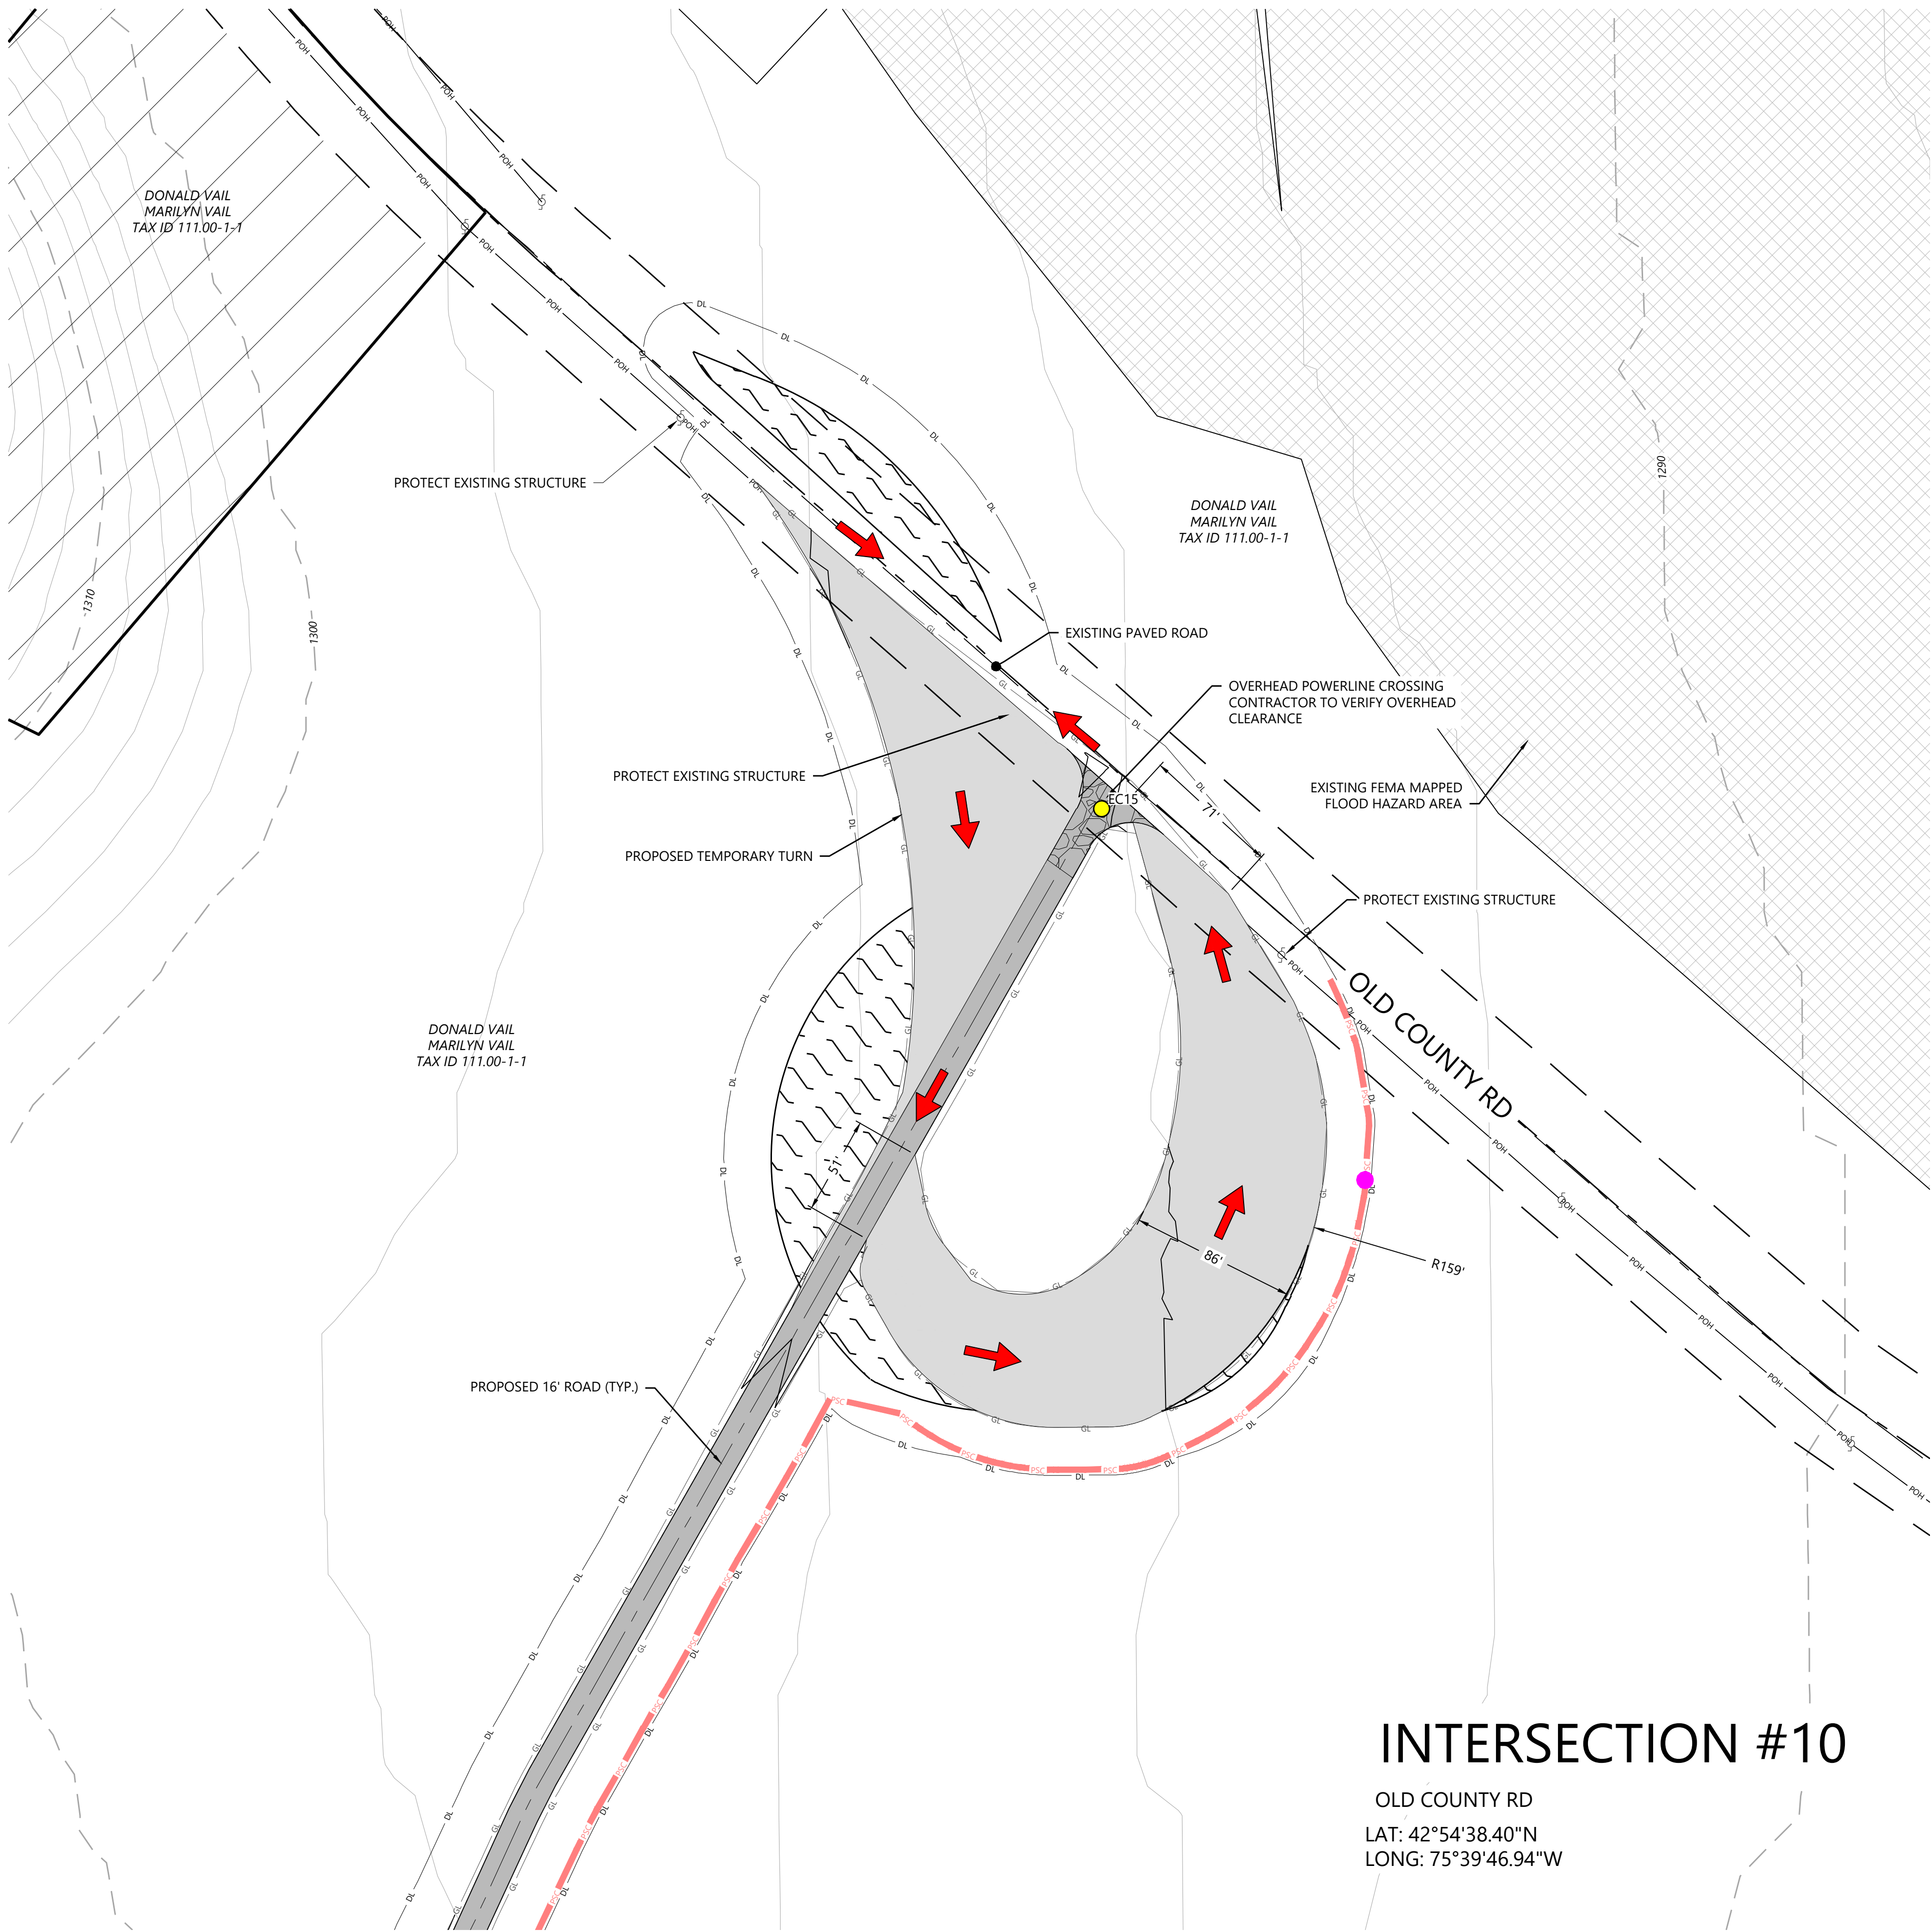 DONALD VAIL
MARILYN VAIL
TAX ID 111.00-1-1
PROTECT EXISTING STRUCTURE
DONALD VAIL
MARILYN VAIL
TAX ID 111.00-1-1
1290
1310
1300
EXISTING PAVED ROAD
OVERHEAD POWERLINE CROSSING
CONTRACTOR TO VERIFY OVERHEAD
CLEARANCE
PROTECT EXISTING STRUCTURE
EXISTING FEMA MAPPED
FLOOD HAZARD AREA
EC15
71'
PROPOSED TEMPORARY TURN
PROTECT EXISTING STRUCTURE
OLD COUNTY RD
DONALD VAIL
MARILYN VAIL
TAX ID 111.00-1-1
51'
86'
R159'
PROPOSED 16' ROAD (TYP.)
POH
DL
GL
PSC
INTERSECTION #10
OLD COUNTY RD
LAT: 42°54'38.40"N
LONG: 75°39'46.94"W